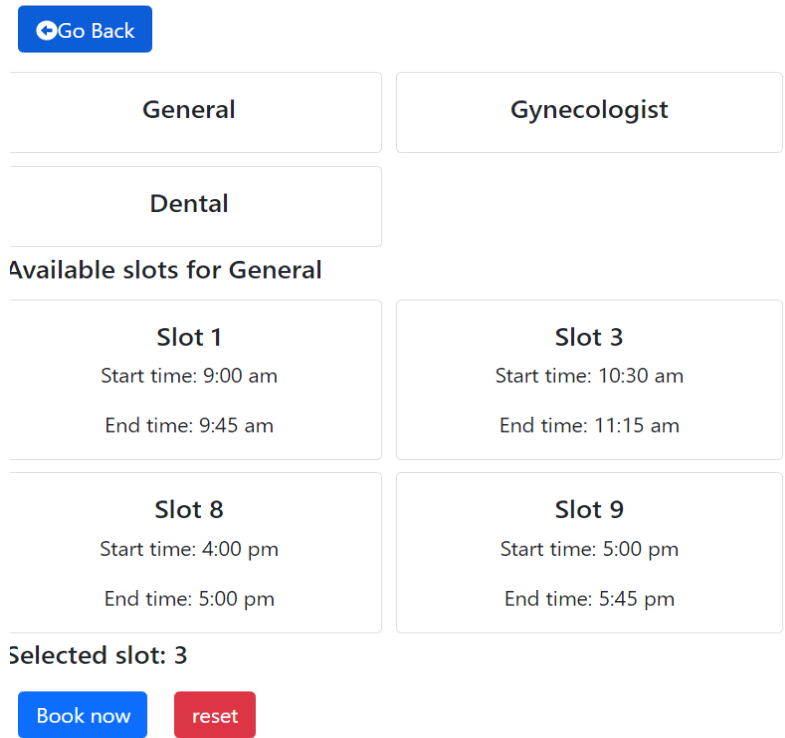 Go Back
General
Gynecologist
Dental
Available slots for General
Slot 1
Start time: 9:00 am
End time: 9:45 am
Slot 3
Start time: 10:30 am
End time: 11:15 am
Slot 8
Start time: 4:00 pm
End time: 5:00 pm
Slot 9
Start time: 5:00 pm
End time: 5:45 pm
Selected slot: 3
Book now
reset